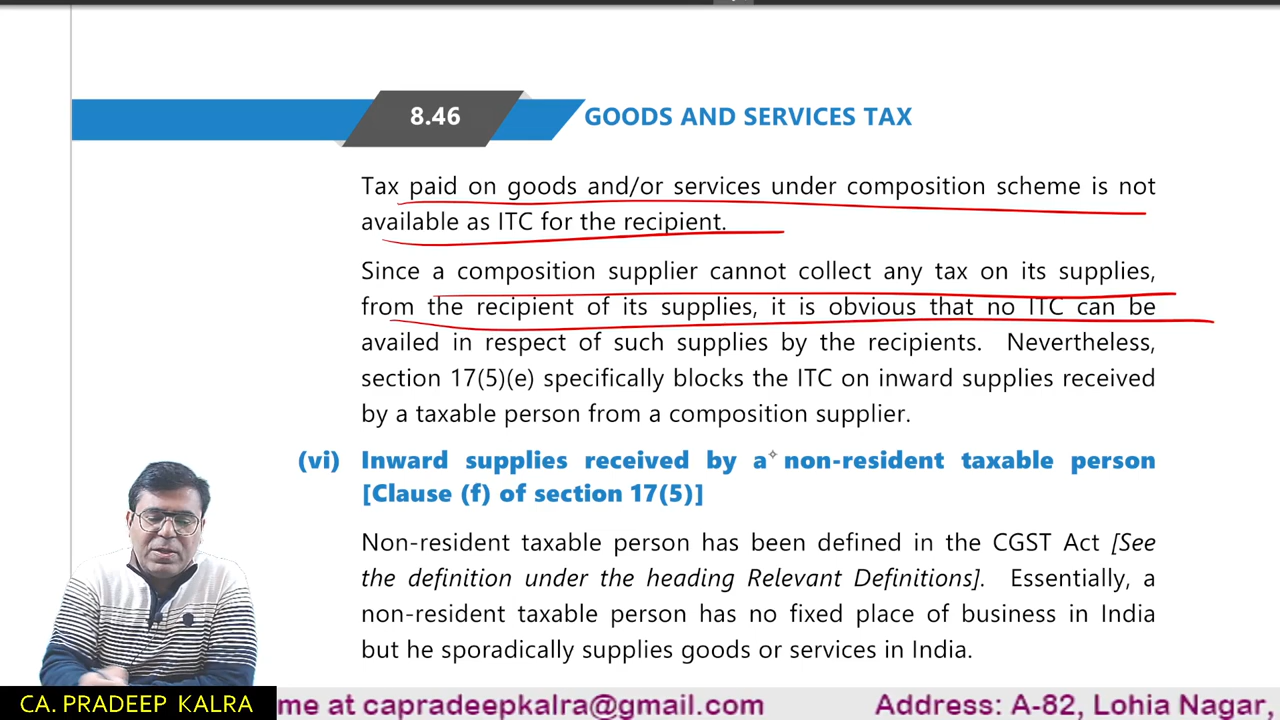 8.46 GOODS AND SERVICES TAX
Tax paid on goods and/or services under composition scheme is not
available as ITC for the recipient.
Since a composition supplier cannot collect any tax on its supplies,
from the recipient of its supplies, it is obvious that no ITC can be
availed in respect of such supplies by the recipients. Nevertheless,
section 17(5)(e) specifically blocks the ITC on inward supplies received
by a taxable person from a composition supplier.
(vi) Inward supplies received by a non-resident taxable person
[Clause (f) of section 17(5)]
Non-resident taxable person has been defined in the CGST Act [See
the definition under the heading Relevant Definitions]. Essentially, a
non-resident taxable person has no fixed place of business in India
but he sporadically supplies goods or services in India.
CA. PRADEEP KALRA
me at capradeepkalra@gmail.com Address: A-82, Lohia Nagar,